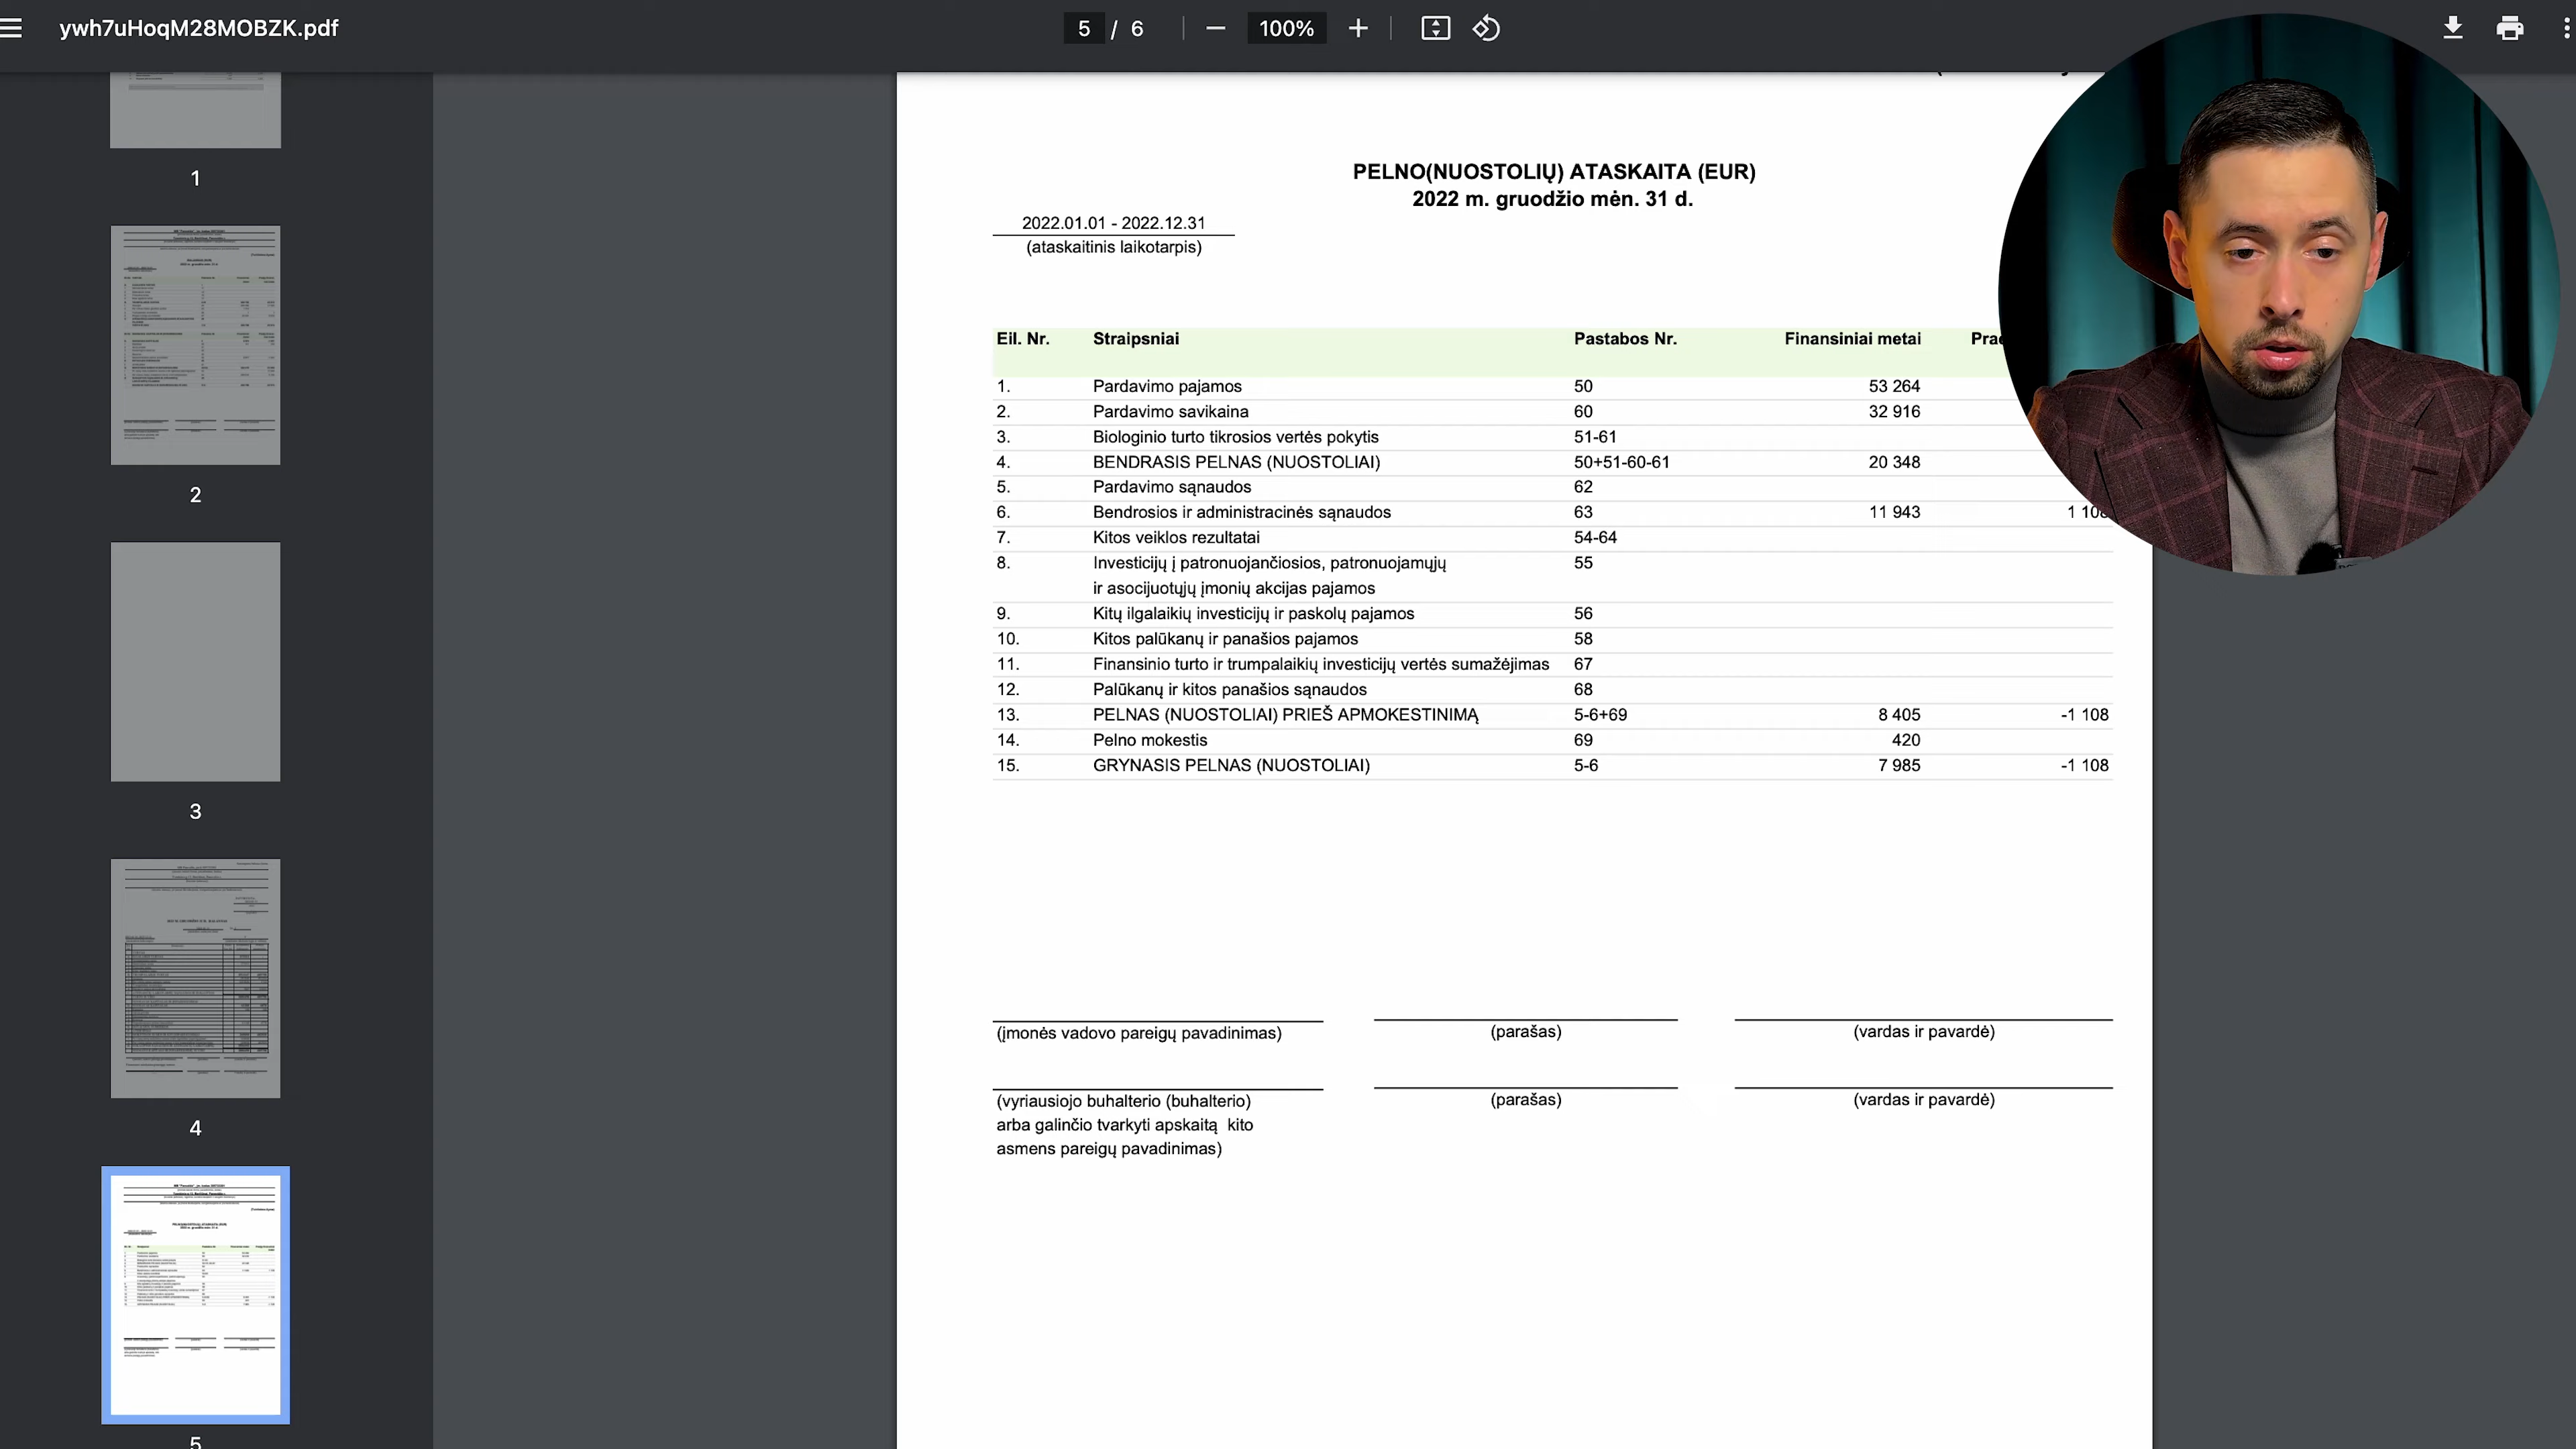 ywh7uHoqM28MOBZK.pdf
5 / 6
100%
1
2
3
4
5
PELNO(NUOSTOLIŲ) ATASKAITA (EUR)
2022 m. gruodžio mėn. 31 d.
2022.01.01 - 2022.12.31
(ataskaitinis laikotarpis)
Eil. Nr. Straipsniai Pastabos Nr. Finansiniai metai
1. Pardavimo pajamos 50 53 264
2. Pardavimo savikaina 60 32 916
3. Biologinio turto tikrosios vertės pokytis 51-61
4. BENDRASIS PELNAS (NUOSTOLIAI) 50+51-60-61 20 348
5. Pardavimo sąnaudos 62
6. Bendrosios ir administracinės sąnaudos 63 11 943 1 108
7. Kitos veiklos rezultatai 54-64
8. Investicijų į patronuojančiosios, patronuojamųjų 55
ir asocijuotųjų įmonių akcijas pajamos
9. Kitų ilgalaikių investicijų ir paskolų pajamos 56
10. Kitos palūkanų ir panašios pajamos 58
11. Finansinio turto ir trumpalaikių investicijų vertės sumažėjimas 67
12. Palūkanų ir kitos panašios sąnaudos 68
13. PELNAS (NUOSTOLIAI) PRIEŠ APMOKESTINIMĄ 5-6+69 8 405 -1 108
14. Pelno mokestis 69 420
15. GRYNASIS PELNAS (NUOSTOLIAI) 5-6 7 985 -1 108
(įmonės vadovo pareigų pavadinimas) (parašas) (vardas ir pavardė)
(vyriausiojo buhalterio (buhalterio) (parašas) (vardas ir pavardė)
arba galinčio tvarkyti apskaitą kito
asmens pareigų pavadinimas)